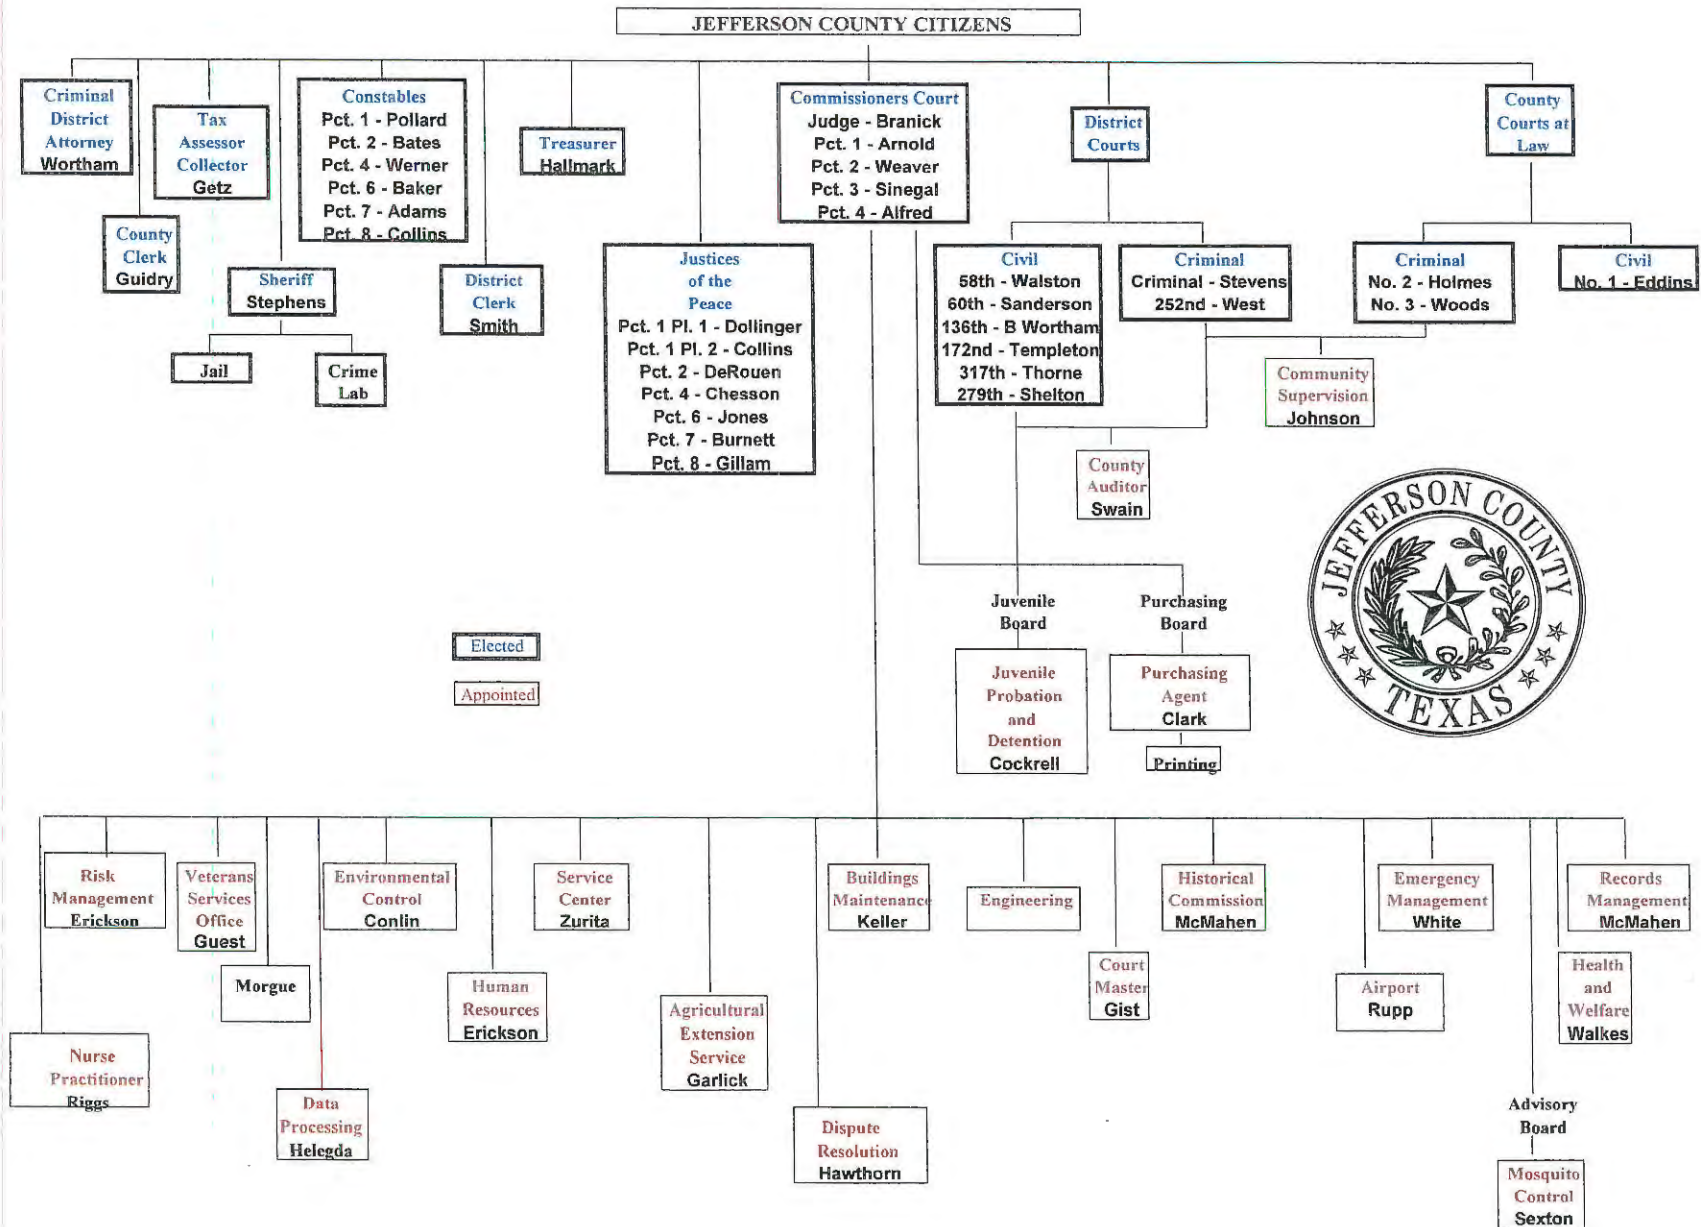 JEFFERSON COUNTY CITIZENS
Criminal
District
Attorney
Wortham
County
Clerk
Guidry
Tax
Assessor
Collector
Getz
Sheriff
Stephens
Jail
Crime
Lab
Constables
Pct. 1 - Pollard
Pct. 2 - Bates
Pct. 4 - Werner
Pct. 6 - Baker
Pct. 7 - Adams
Pct. 8 - Collins
District
Clerk
Smith
Treasurer
Hallmark
Justices
of the
Peace
Pct. 1 Pl. 1 - Dollinger
Pct. 1 Pl. 2 - Collins
Pct. 2 - DeRouen
Pct. 4 - Chesson
Pct. 6 - Jones
Pct. 7 - Burnett
Pct. 8 - Gillam
Commissioners Court
Judge - Branick
Pct. 1 - Arnold
Pct. 2 - Weaver
Pct. 3 - Sinegal
Pct. 4 - Alfred
District
Courts
Civil
58th - Walston
60th - Sanderson
136th - B Wortham
172nd - Templeton
317th - Thorne
279th - Shelton
Criminal
Criminal - Stevens
252nd - West
County
Courts at
Law
Criminal
No. 2 - Holmes
No. 3 - Woods
Civil
No. 1 - Eddins
Community
Supervision
Johnson
County
Auditor
Swain
JEFFERSON COUNTY
TEXAS
Elected
Appointed
Juvenile
Board
Juvenile
Probation
and
Detention
Cockrell
Purchasing
Board
Purchasing
Agent
Clark
Printing
Nurse
Practitioner
Riggs
Risk
Management
Erickson
Veterans
Services
Office
Guest
Morgue
Data
Processing
Helegda
Environmental
Control
Conlin
Human
Resources
Erickson
Service
Center
Zurita
Agricultural
Extension
Service
Garlick
Dispute
Resolution
Hawthorn
Buildings
Maintenance
Keller
Engineering
Court
Master
Gist
Historical
Commission
McMahen
Airport
Rupp
Emergency
Management
White
Advisory
Board
Mosquito
Control
Sexton
Health
and
Welfare
Walkes
Records
Management
McMahen